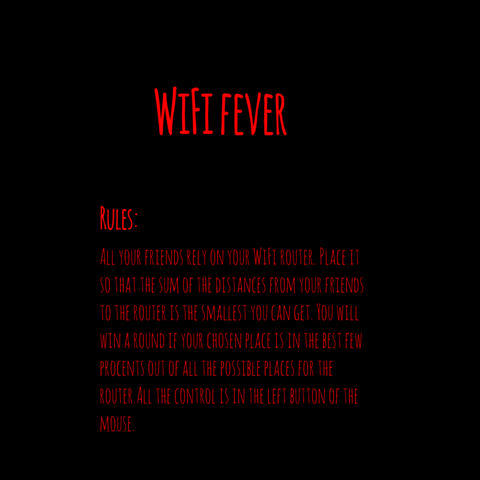 WiFi fever
Rules:
All your friends rely on your WiFi router. Place it
so that the sum of the distances from your friends
to the router is the smallest you can get. You will
win a round if your chosen place is in the best few
procents out of all the possible places for the
router.All the control is in the left button of the
mouse.